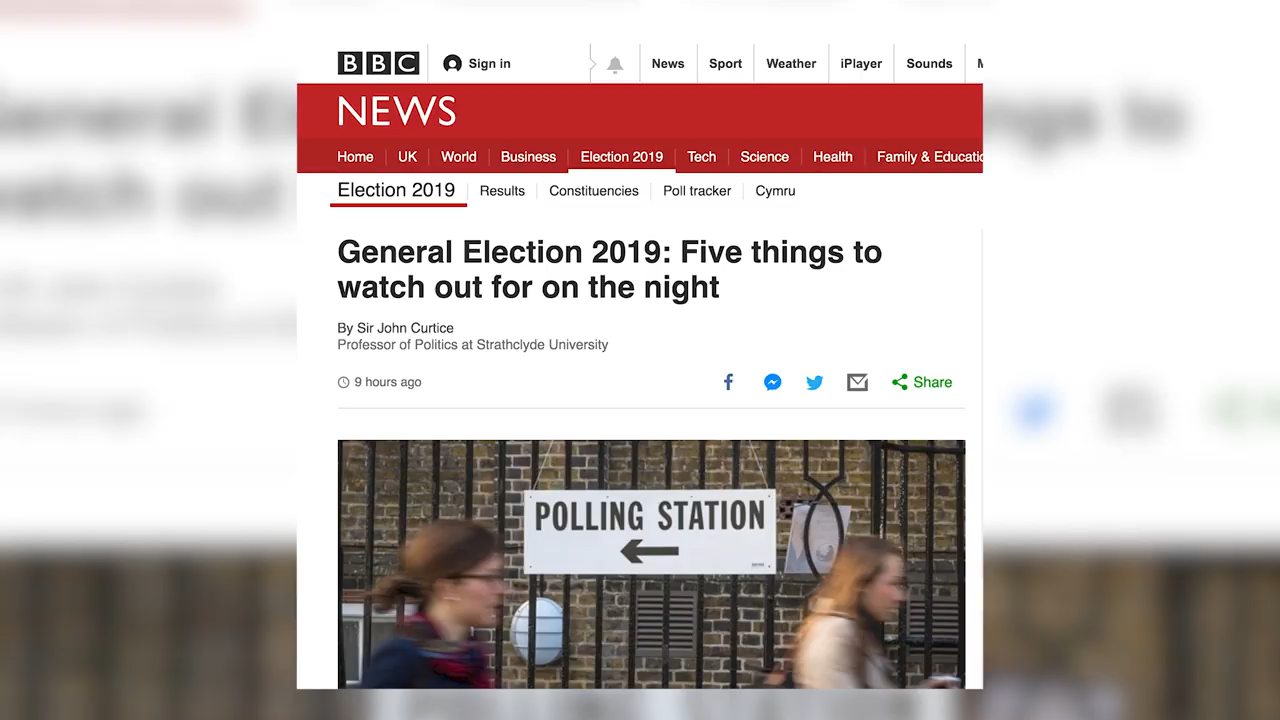 BBC Sign in News Sport Weather iPlayer Sounds
NEWS
Home UK World Business Election 2019 Tech Science Health Family & Educatio
Election 2019 Results Constituencies Poll tracker Cymru
General Election 2019: Five things to
watch out for on the night
By Sir John Curtice
Professor of Politics at Strathclyde University
9 hours ago Share
POLLING STATION